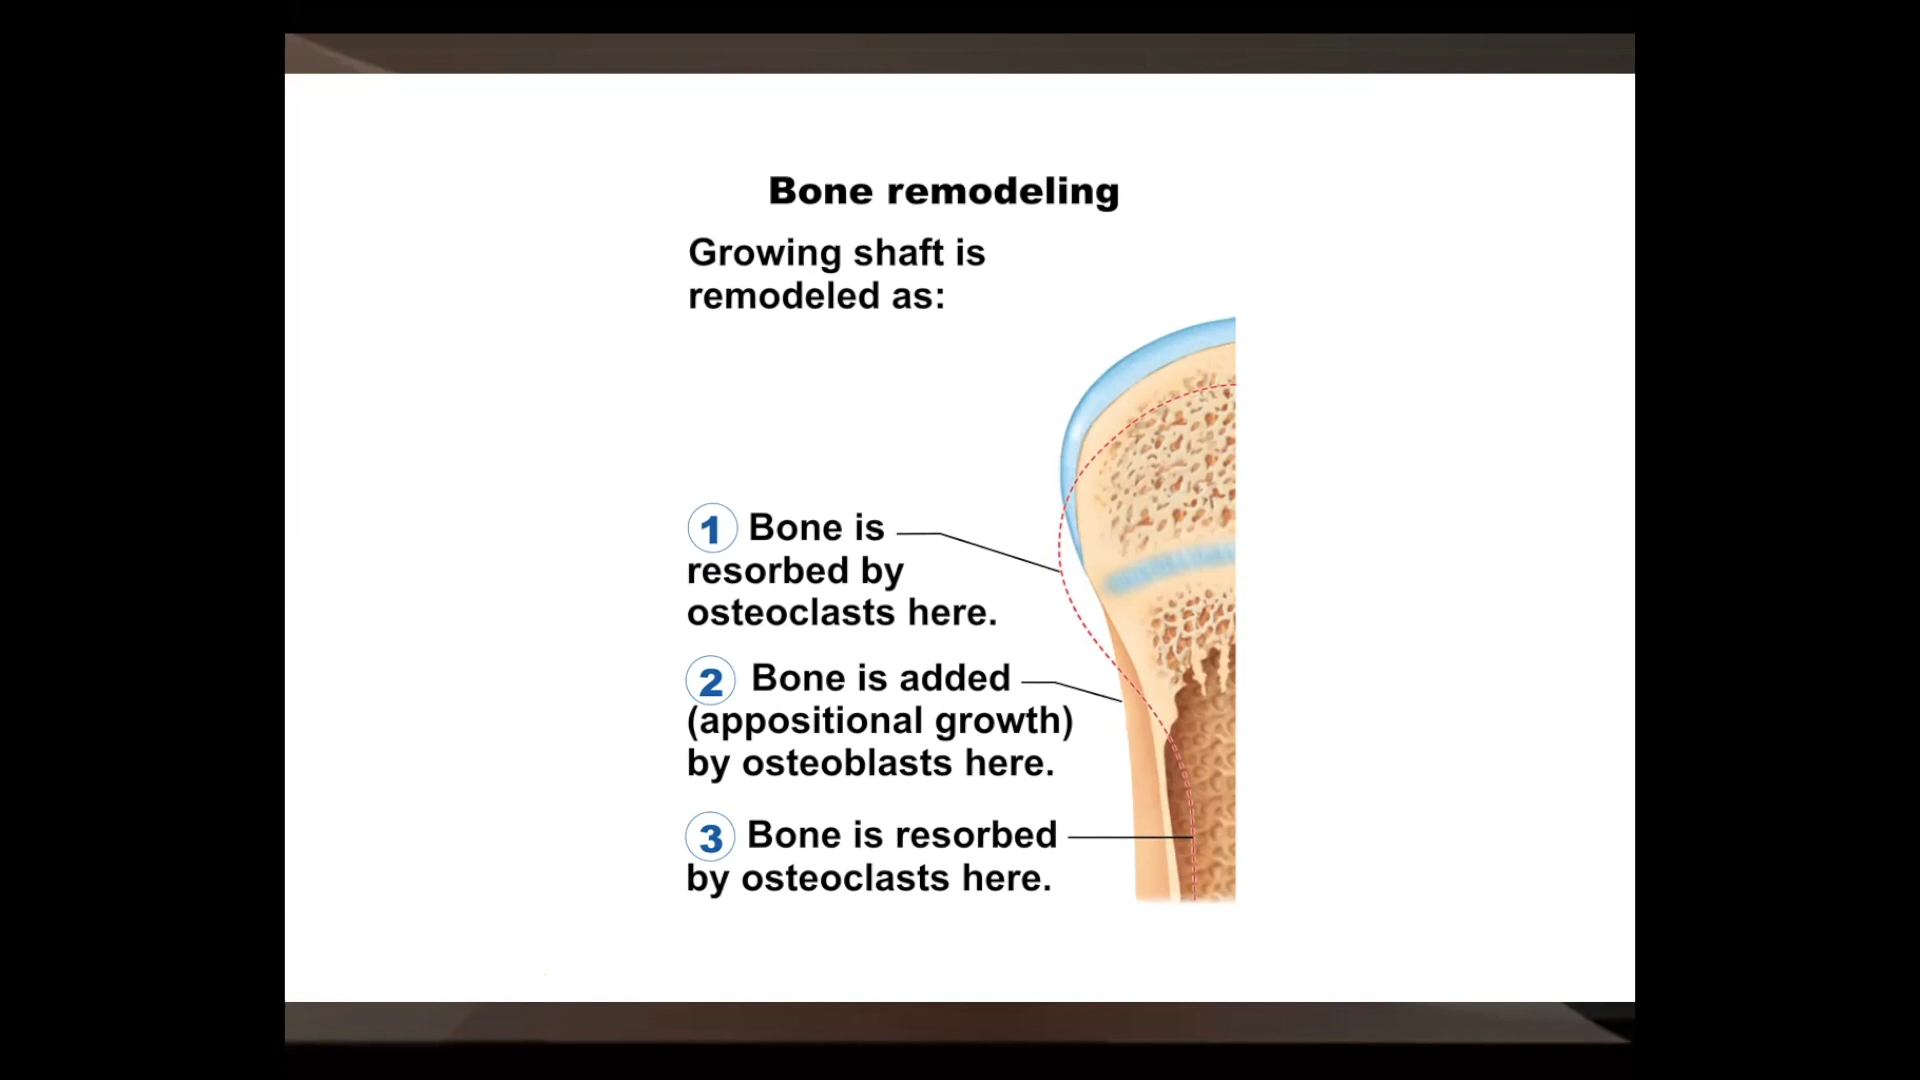 Bone remodeling
Growing shaft is
remodeled as:
1 Bone is
resorbed by
osteoclasts here.
2 Bone is added
(appositional growth)
by osteoblasts here.
3 Bone is resorbed
by osteoclasts here.